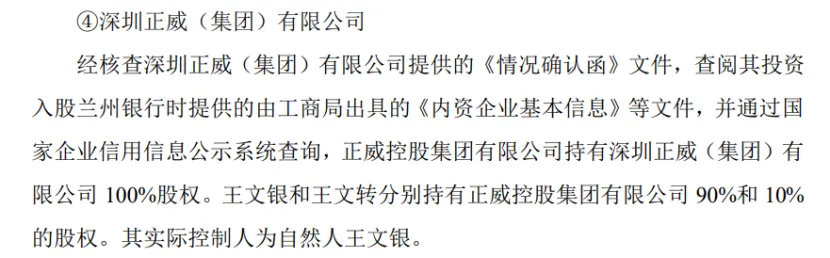 ④深圳正威（集团）有限公司
经核查深圳正威（集团）有限公司提供的《情况确认函》文件，查阅其投资
入股兰州银行时提供的由工商局出具的《内资企业基本信息》等文件，并通过国
家企业信用信息公示系统查询，正威控股集团有限公司持有深圳正威（集团）有
限公司 100%股权。王文银和王文转分别持有正威控股集团有限公司 90%和 10%
的股权。其实际控制人为自然人王文银。